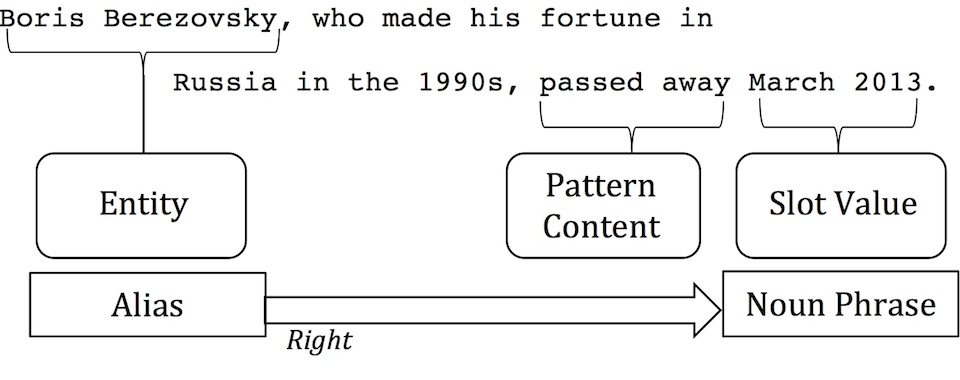 Boris Berezovsky, who made his fortune in
Russia in the 1990s, passed away March 2013.
Entity
Pattern
Content
Slot Value
Alias
Noun Phrase
Right